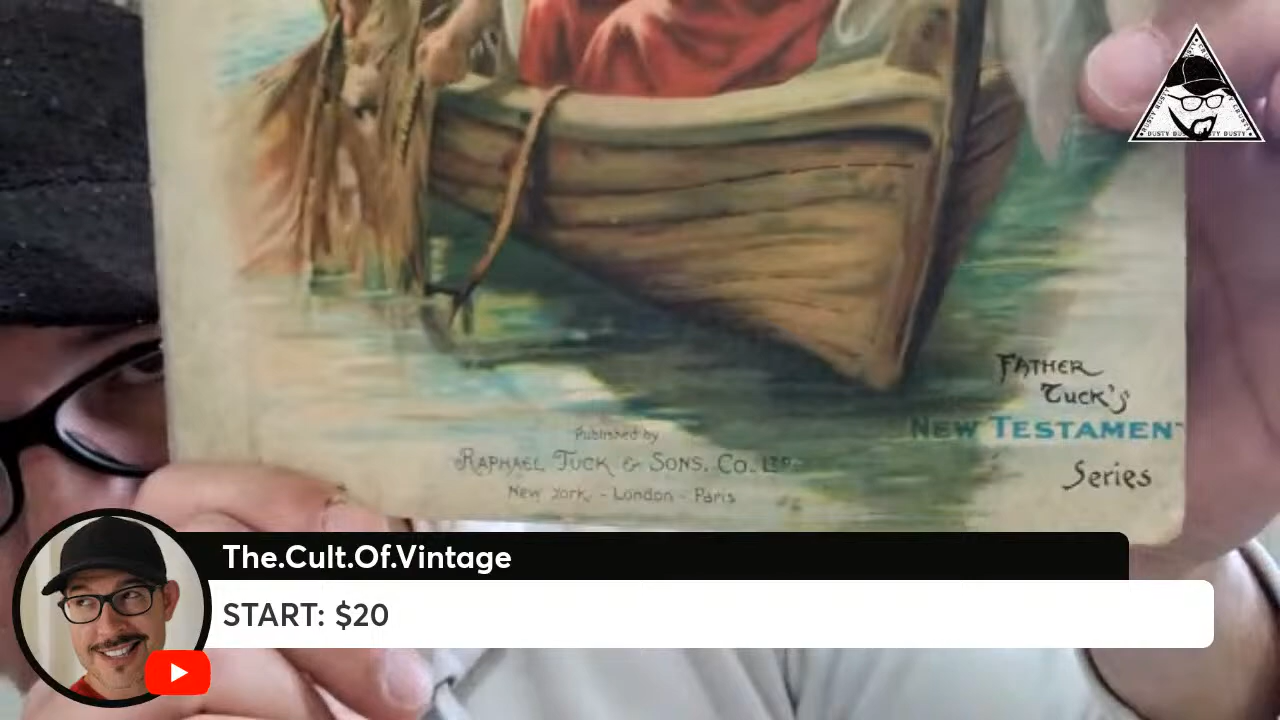 FATHER
Tuck's
NEW TESTAMEN
Series
Published by
RAPHAEL TUCK & SONS. Co. LTD.
New York. - London - Paris
The.Cult.Of.Vintage
START: $20